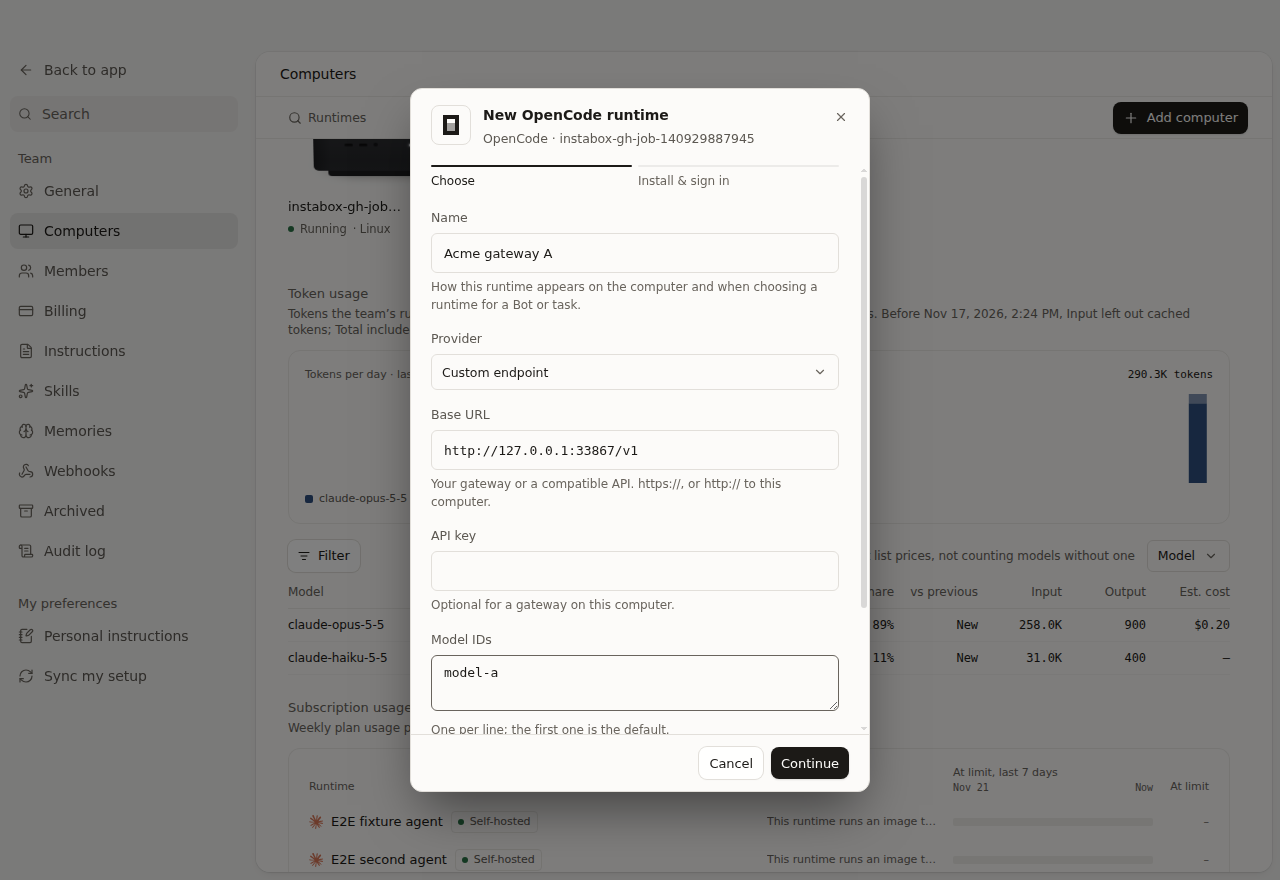 Back to app
Search
Team
General
Computers
Members
Billing
Instructions
Skills
Memories
Webhooks
Archived
Audit log
My preferences
Personal instructions
Sync my setup
Computers
Runtimes
Add computer
instabox-gh-job...
Running · Linux
Token usage
Tokens the team's
s. Before Nov 17, 2026, 2:24 PM, Input left out cached
tokens; Total include
Tokens per day ·
290.3K tokens
claude-opus-5-5
Filter
list prices, not counting models without one
Model
Model
vs previous
Input
Output
Est. cost
claude-opus-5-5
89%
New
258.0K
900
$0.20
claude-haiku-5-5
11%
New
31.0K
400
—
Subscription usage
Weekly plan usage
Runtime
At limit, last 7 days
Nov 21
Now
At limit
E2E fixture agent
Self-hosted
This runtime runs an image t...
–
E2E second agent
Self-hosted
This runtime runs an image t...
–
New OpenCode runtime
OpenCode · instabox-gh-job-140929887945
Choose
Install & sign in
Name
Acme gateway A
How this runtime appears on the computer and when choosing a
runtime for a Bot or task.
Provider
Custom endpoint
Base URL
http://127.0.0.1:33867/v1
Your gateway or a compatible API. https://, or http:// to this
computer.
API key
Optional for a gateway on this computer.
Model IDs
model-a
One per line; the first one is the default.
Cancel
Continue